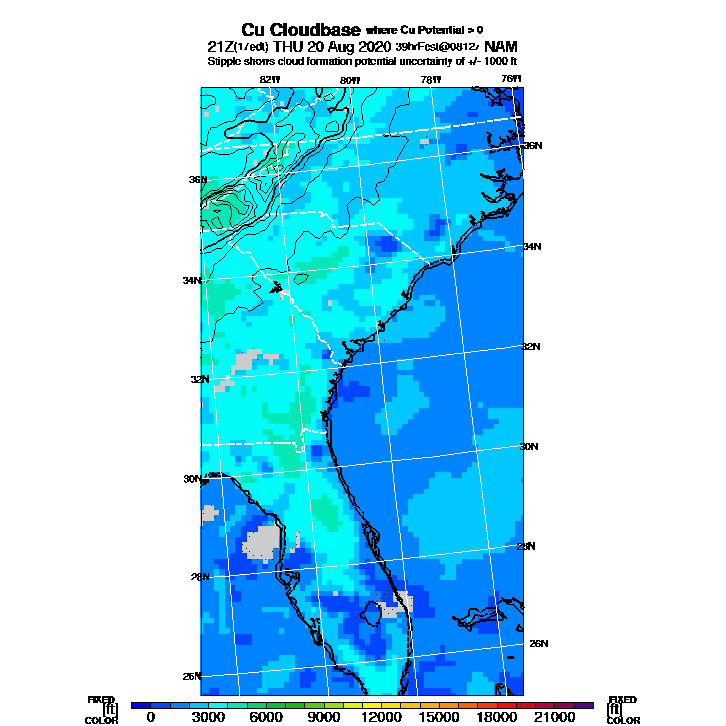 Cu Cloudbase where Cu Potential > 0
21Z(17edt) THU 20 Aug 2020 39hrFcst@0812z NAM
Stipple shows cloud formation potential uncertainty of +/- 1000 ft
82W 80W 78W 76W
36N
36N
34N
34N
32N
32N
30N
30N
28N
28N
26N
26N
FIXED FIXED
[ft] [ft]
COLOR COLOR
0 3000 6000 9000 12000 15000 18000 21000